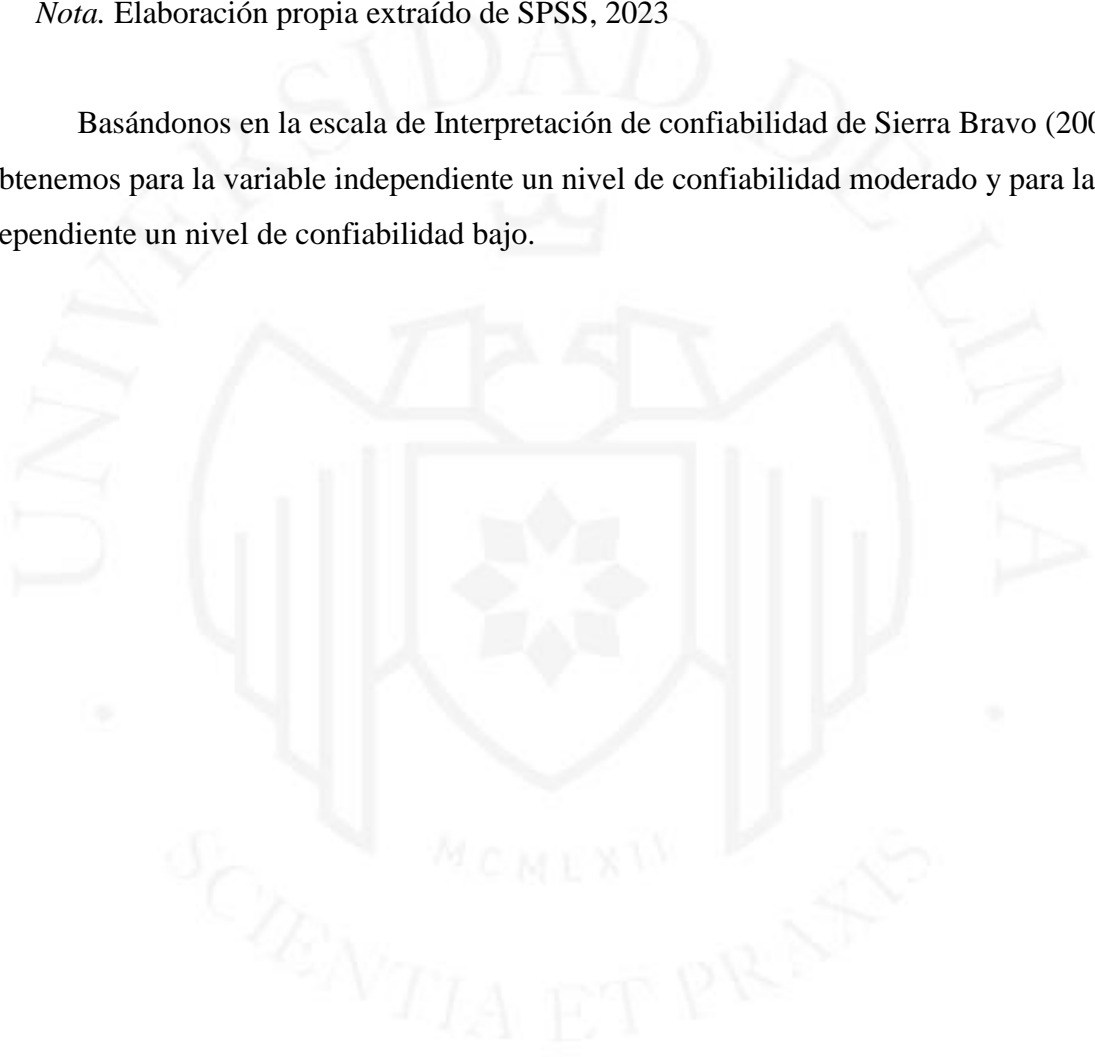 Nota. Elaboración propia extraído de SPSS, 2023
Basándonos en la escala de Interpretación de confiabilidad de Sierra Bravo (200
btenemos para la variable independiente un nivel de confiabilidad moderado y para la
ependiente un nivel de confiabilidad bajo.
UNIVERSIDAD DE LIMA
MCMLXII
SCIENTIA ET PRAXIS